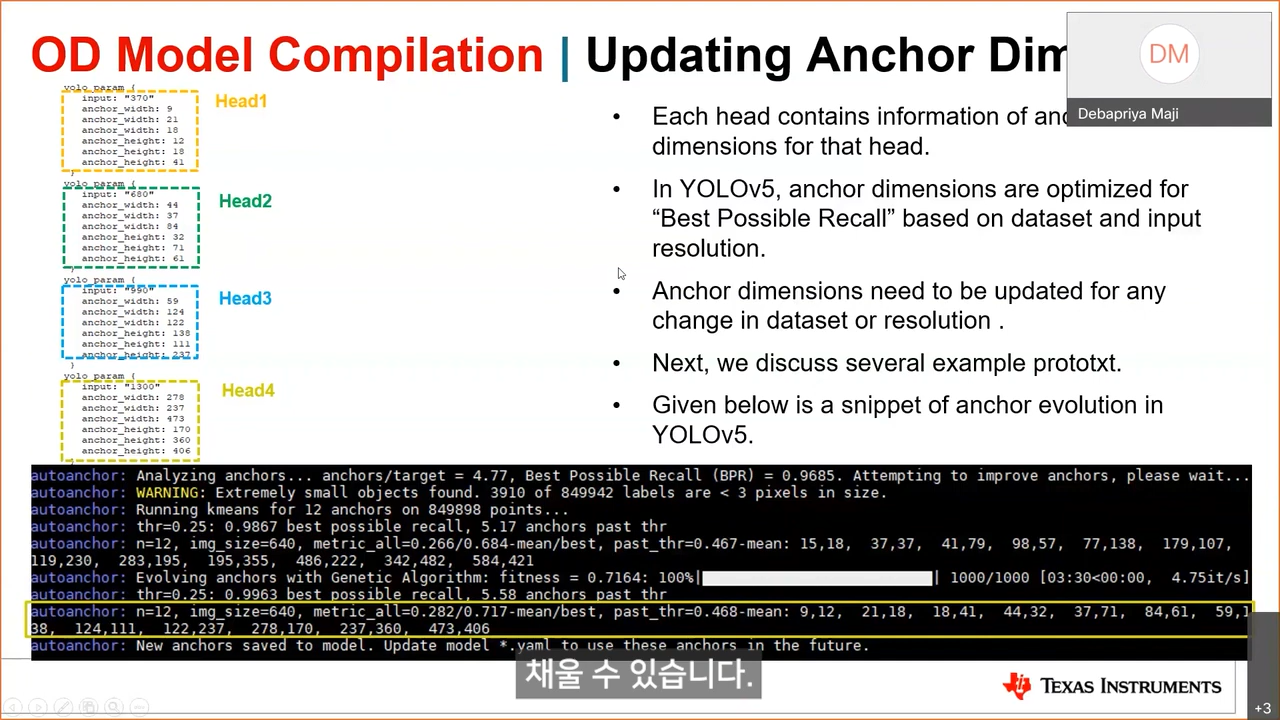 OD Model Compilation | Updating Anchor Dim
DM
Debapriya Maji
yolo_param {
input: "370"
anchor_width: 9
anchor_width: 21
anchor_width: 18
anchor_height: 12
anchor_height: 18
anchor_height: 41
}
Head1
yolo_param {
input: "680"
anchor_width: 44
anchor_width: 37
anchor_width: 84
anchor_height: 32
anchor_height: 71
anchor_height: 61
}
Head2
yolo_param {
input: "990"
anchor_width: 59
anchor_width: 124
anchor_width: 122
anchor_height: 138
anchor_height: 111
anchor_height: 237
}
Head3
yolo_param {
input: "1300"
anchor_width: 278
anchor_width: 237
anchor_width: 473
anchor_height: 170
anchor_height: 360
anchor_height: 406
Head4
• Each head contains information of
dimensions for that head.
• In YOLOv5, anchor dimensions are optimized for
“Best Possible Recall” based on dataset and input
resolution.
• Anchor dimensions need to be updated for any
change in dataset or resolution .
• Next, we discuss several example prototxt.
• Given below is a snippet of anchor evolution in
YOLOv5.
autoanchor: Analyzing anchors... anchors/target = 4.77, Best Possible Recall (BPR) = 0.9685. Attempting to improve anchors, please wait...
autoanchor: WARNING: Extremely small objects found. 3910 of 849942 labels are < 3 pixels in size.
autoanchor: Running kmeans for 12 anchors on 849898 points...
autoanchor: thr=0.25: 0.9867 best possible recall, 5.17 anchors past thr
autoanchor: n=12, img_size=640, metric_all=0.266/0.684-mean/best, past_thr=0.467-mean: 15,18, 37,37, 41,79, 98,57, 77,138, 179,107,
119,230, 283,195, 195,355, 486,222, 342,482, 584,421
autoanchor: Evolving anchors with Genetic Algorithm: fitness = 0.7164: 100%| | 1000/1000 [03:30<00:00, 4.75it/s]
autoanchor: thr=0.25: 0.9963 best possible recall, 5.58 anchors past thr
autoanchor: n=12, img_size=640, metric_all=0.282/0.717-mean/best, past_thr=0.468-mean: 9,12, 21,18, 18,41, 44,32, 37,71, 84,61, 59,1
38, 124,111, 122,237, 278,170, 237,360, 473,406
autoanchor: New anchors saved to model. Update model *.yaml to use these anchors in the future.
채울 수 있습니다.
TEXAS INSTRUMENTS
+3